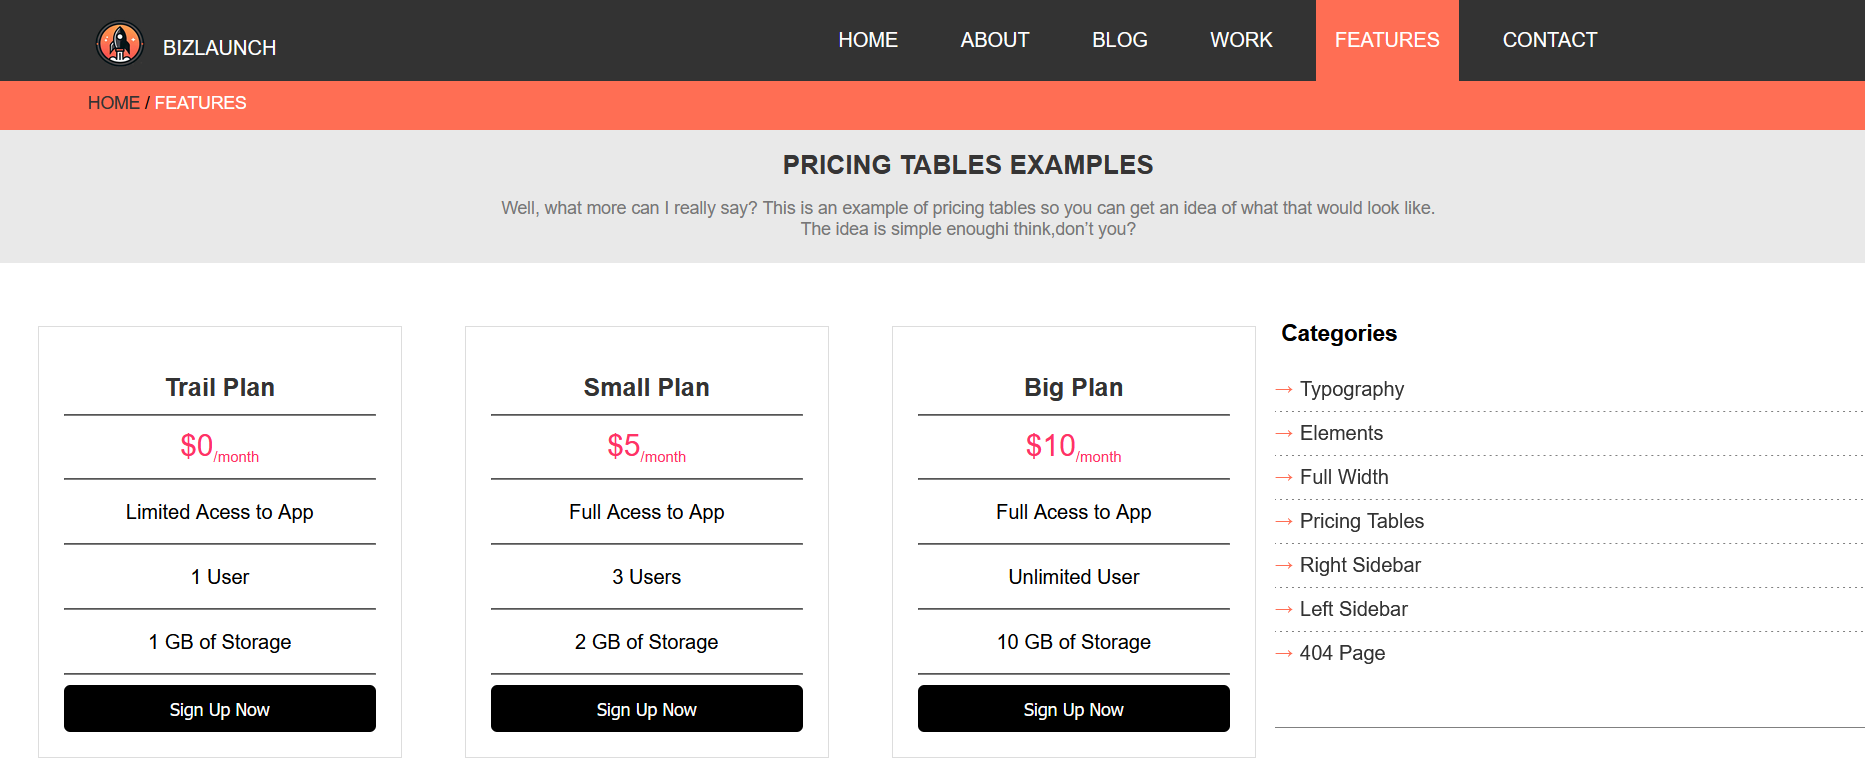 BIZLAUNCH
HOME ABOUT BLOG WORK FEATURES CONTACT
HOME / FEATURES
PRICING TABLES EXAMPLES
Well, what more can I really say? This is an example of pricing tables so you can get an idea of what that would look like.
The idea is simple enoughi think,don’t you?
Trail Plan
$0/month
Limited Acess to App
1 User
1 GB of Storage
Sign Up Now
Small Plan
$5/month
Full Acess to App
3 Users
2 GB of Storage
Sign Up Now
Big Plan
$10/month
Full Acess to App
Unlimited User
10 GB of Storage
Sign Up Now
Categories
→ Typography
→ Elements
→ Full Width
→ Pricing Tables
→ Right Sidebar
→ Left Sidebar
→ 404 Page